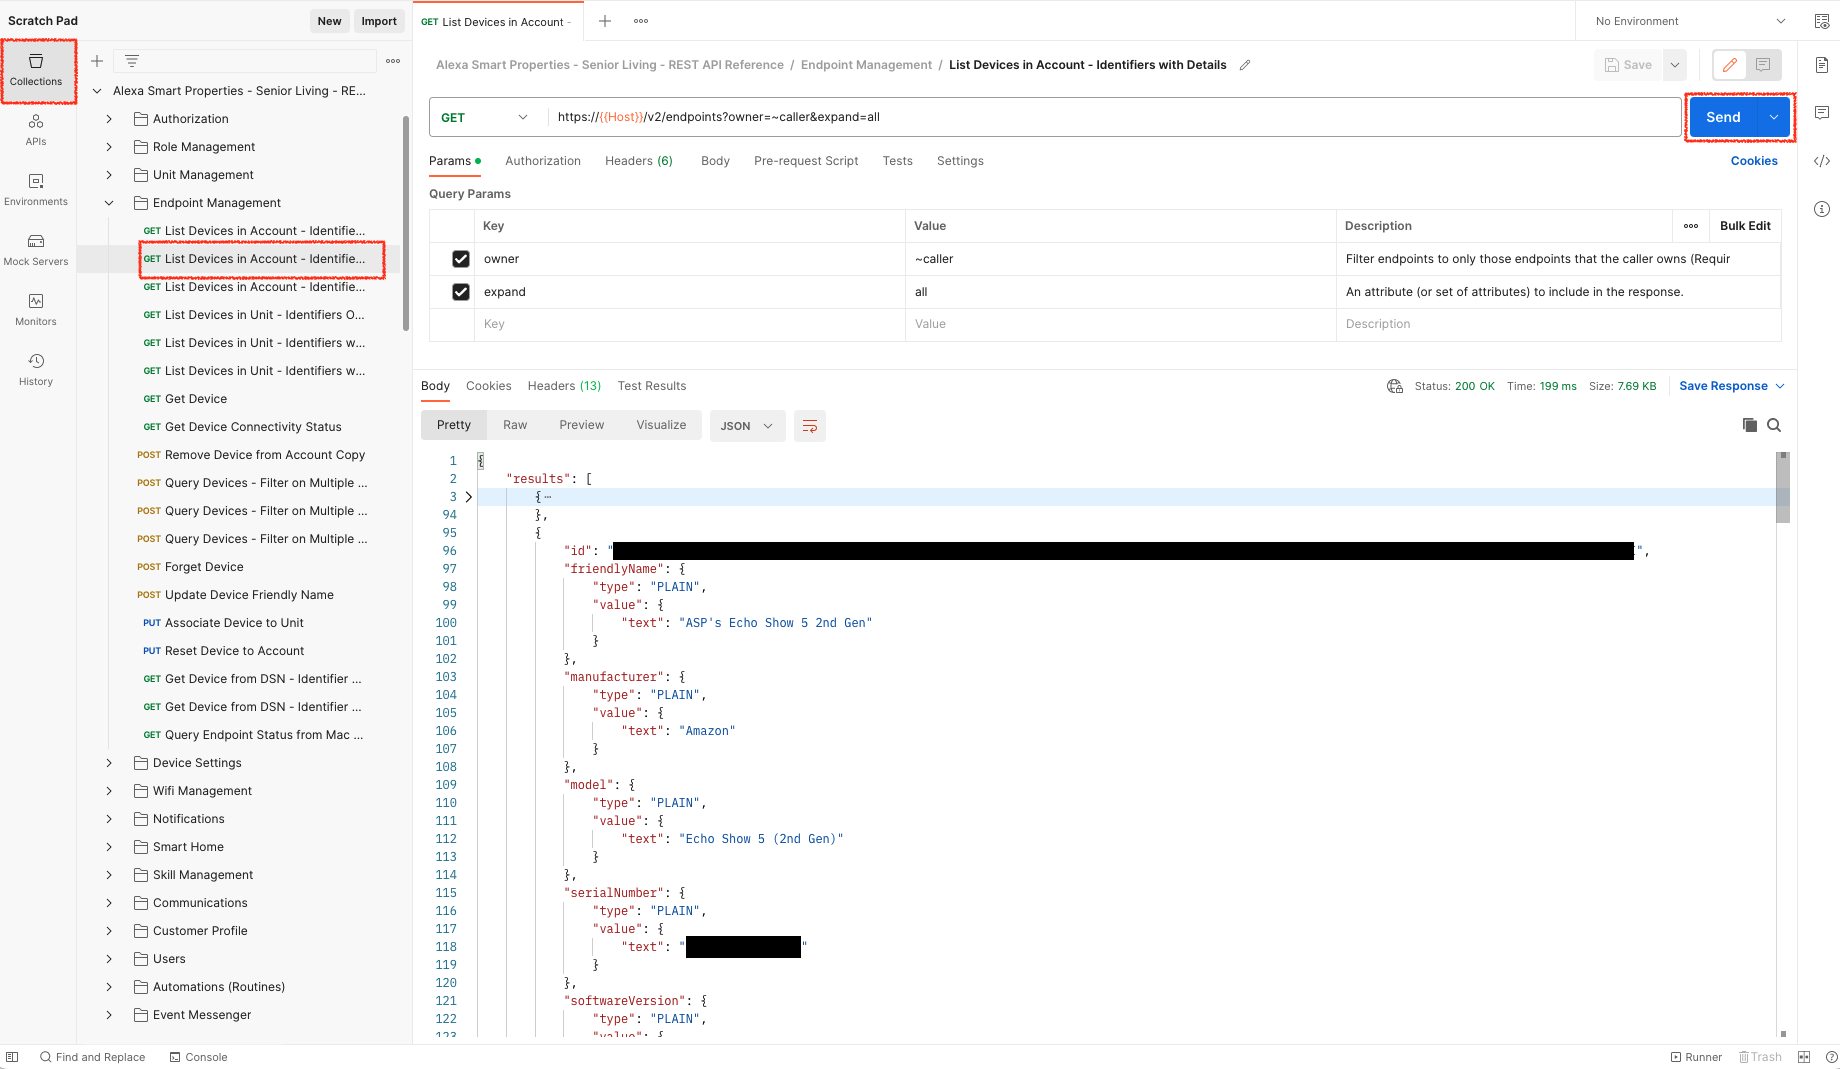 Scratch Pad
New
Import
GET List Devices in Account -
No Environment
Collections
APIs
Environments
Mock Servers
Monitors
History
Alexa Smart Properties - Senior Living - RE...
Authorization
Role Management
Unit Management
Endpoint Management
GET List Devices in Account - Identifie...
GET List Devices in Account - Identifie...
GET List Devices in Account - Identifie...
GET List Devices in Unit - Identifiers O...
GET List Devices in Unit - Identifiers w...
GET List Devices in Unit - Identifiers w...
GET Get Device
GET Get Device Connectivity Status
POST Remove Device from Account Copy
POST Query Devices - Filter on Multiple ...
POST Query Devices - Filter on Multiple ...
POST Query Devices - Filter on Multiple ...
POST Forget Device
POST Update Device Friendly Name
PUT Associate Device to Unit
PUT Reset Device to Account
GET Get Device from DSN - Identifier ...
GET Get Device from DSN - Identifier ...
GET Query Endpoint Status from Mac ...
Device Settings
Wifi Management
Notifications
Smart Home
Skill Management
Communications
Customer Profile
Users
Automations (Routines)
Event Messenger
Alexa Smart Properties - Senior Living - REST API Reference / Endpoint Management / List Devices in Account - Identifiers with Details
Save
GET https://{{Host}}/v2/endpoints?owner=~caller&expand=all
Send
Params Authorization Headers (6) Body Pre-request Script Tests Settings
Cookies
Query Params
Key Value Description ooo Bulk Edit
owner ~caller Filter endpoints to only those endpoints that the caller owns (Requir
expand all An attribute (or set of attributes) to include in the response.
Key Value Description
Body Cookies Headers (13) Test Results
Status: 200 OK Time: 199 ms Size: 7.69 KB Save Response
Pretty Raw Preview Visualize JSON
1 {
2 "results": [
3 { ...
94 },
95 {
96 "id": " ",
97 "friendlyName": {
98 "type": "PLAIN",
99 "value": {
100 "text": "ASP's Echo Show 5 2nd Gen"
101 }
102 },
103 "manufacturer": {
104 "type": "PLAIN",
105 "value": {
106 "text": "Amazon"
107 }
108 },
109 "model": {
110 "type": "PLAIN",
111 "value": {
112 "text": "Echo Show 5 (2nd Gen)"
113 }
114 },
115 "serialNumber": {
116 "type": "PLAIN",
117 "value": {
118 "text": " "
119 }
120 },
121 "softwareVersion": {
122 "type": "PLAIN",
123 "value": {
Find and Replace
Console
Runner
Trash